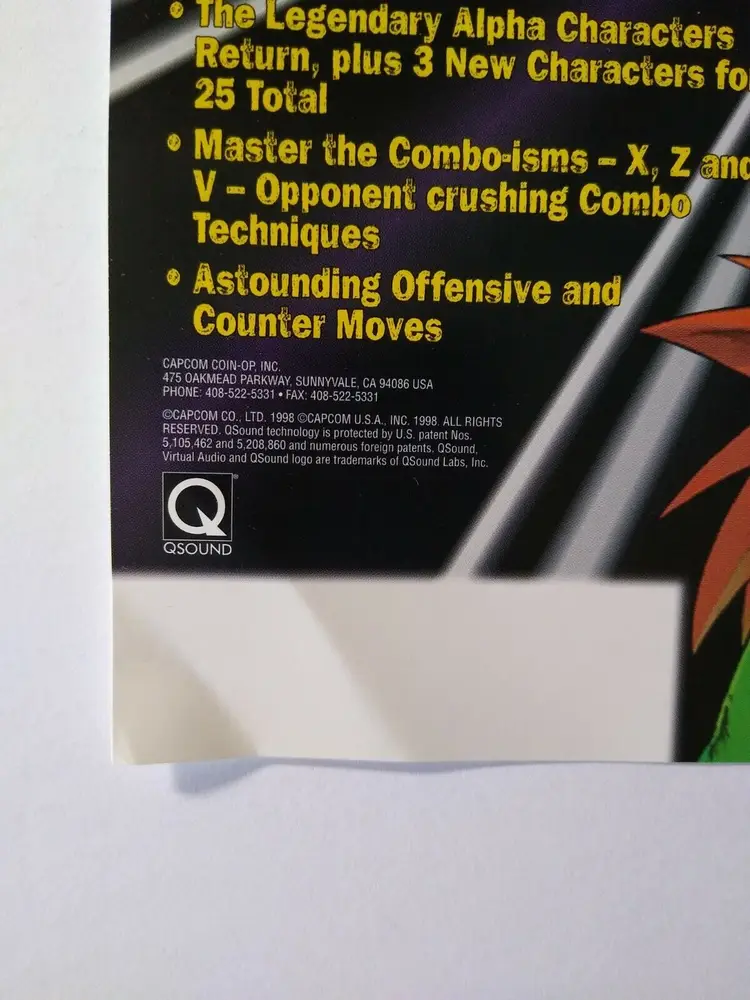 • The Legendary Alpha Characters
Return, plus 3 New Characters fo
25 Total
• Master the Combo-isms – X, Z and
V – Opponent crushing Combo
Techniques
• Astounding Offensive and
Counter Moves
CAPCOM COIN-OP, INC.
475 OAKMEAD PARKWAY, SUNNYVALE, CA 94086 USA
PHONE: 408-522-5331 • FAX: 408-522-5331
©CAPCOM CO., LTD. 1998 ©CAPCOM U.S.A., INC. 1998. ALL RIGHTS
RESERVED. QSound technology is protected by U.S. patent Nos.
5,105,462 and 5,208,860 and numerous foreign patents. QSound,
Virtual Audio and QSound logo are trademarks of QSound Labs, Inc.
Q®
QSOUND